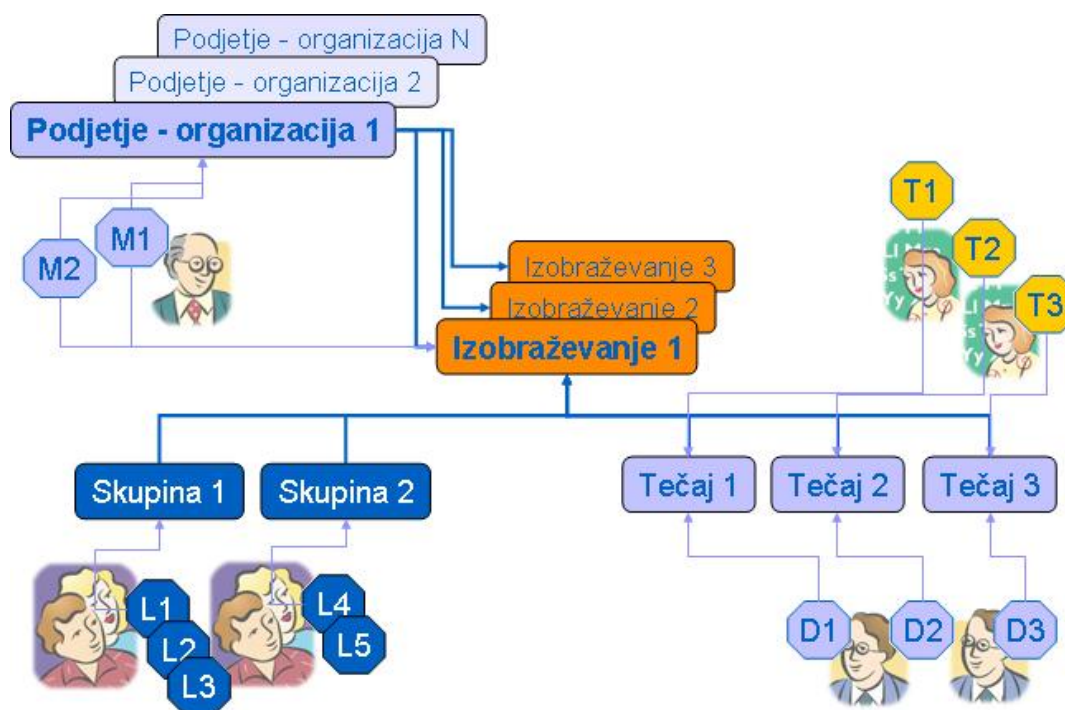 Podjetje - organizacija N
Podjetje - organizacija 2
Podjetje - organizacija 1
M1
M2
T1
T2
T3
Izobraževanje 3
Izobraževanje 2
Izobraževanje 1
Skupina 1
Skupina 2
Tečaj 1
Tečaj 2
Tečaj 3
L1
L2
L3
L4
L5
D1
D2
D3